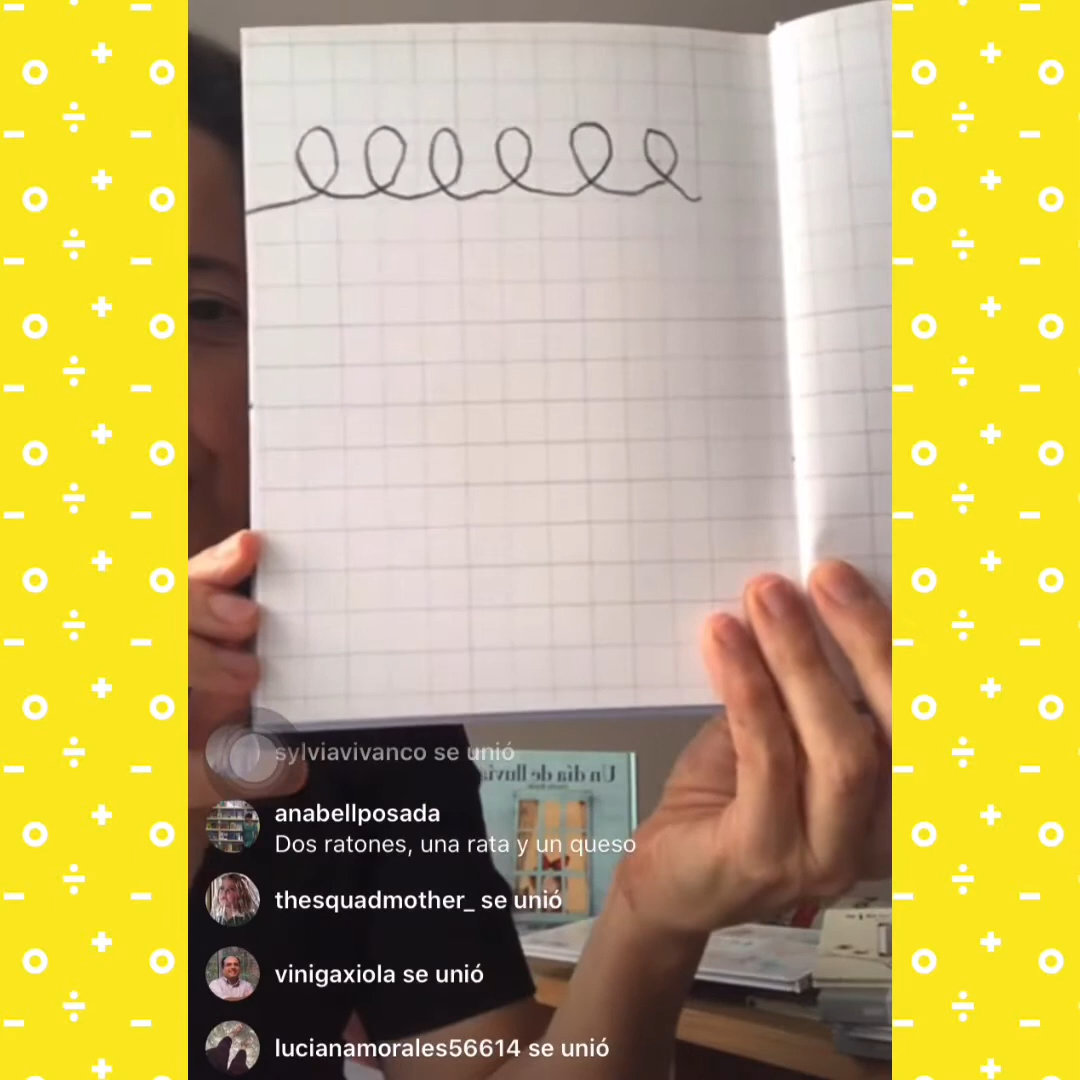 sylviavivanco se unió
anabellposada
Dos ratones, una rata y un queso
thesquadmother_ se unió
vinigaxiola se unió
lucianamorales56614 se unió
Un día de lluvia